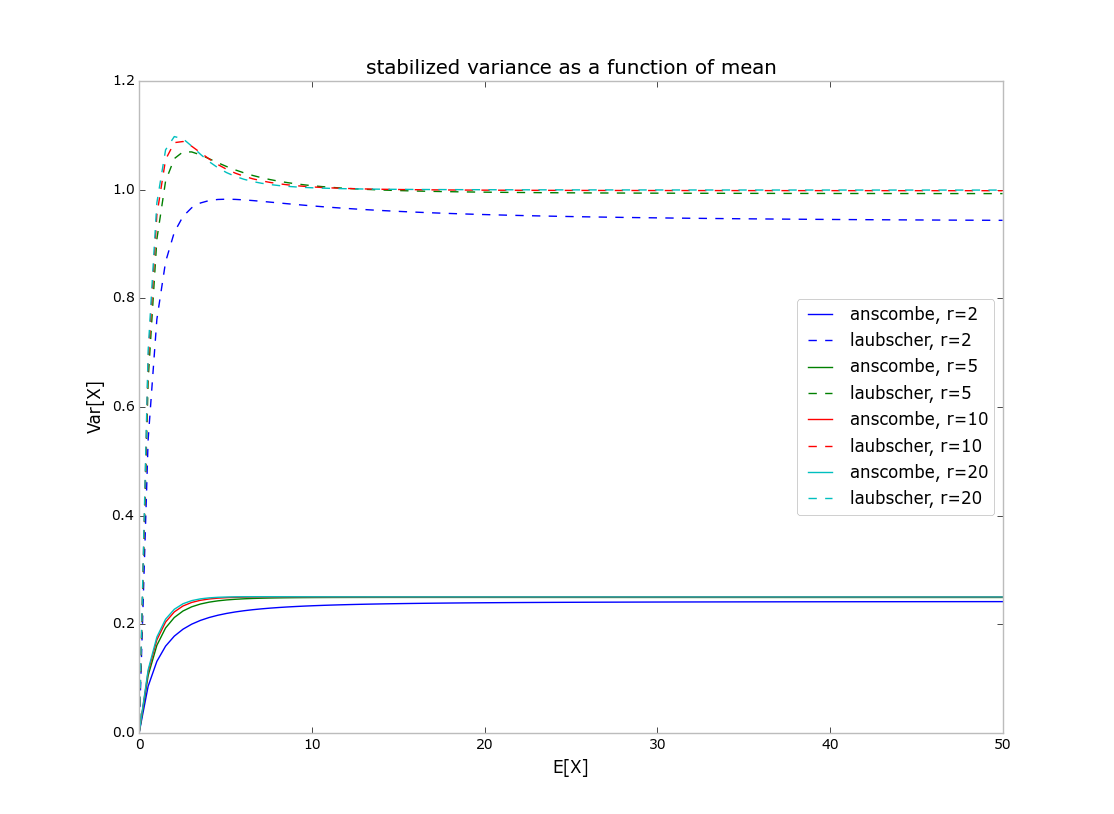 stabilized variance as a function of mean
1.2
1.0
0.8
0.6
0.4
0.2
0.0
Var[X]
anscombe, r=2
laubscher, r=2
anscombe, r=5
laubscher, r=5
anscombe, r=10
laubscher, r=10
anscombe, r=20
laubscher, r=20
0 10 20 30 40 50
E[X]